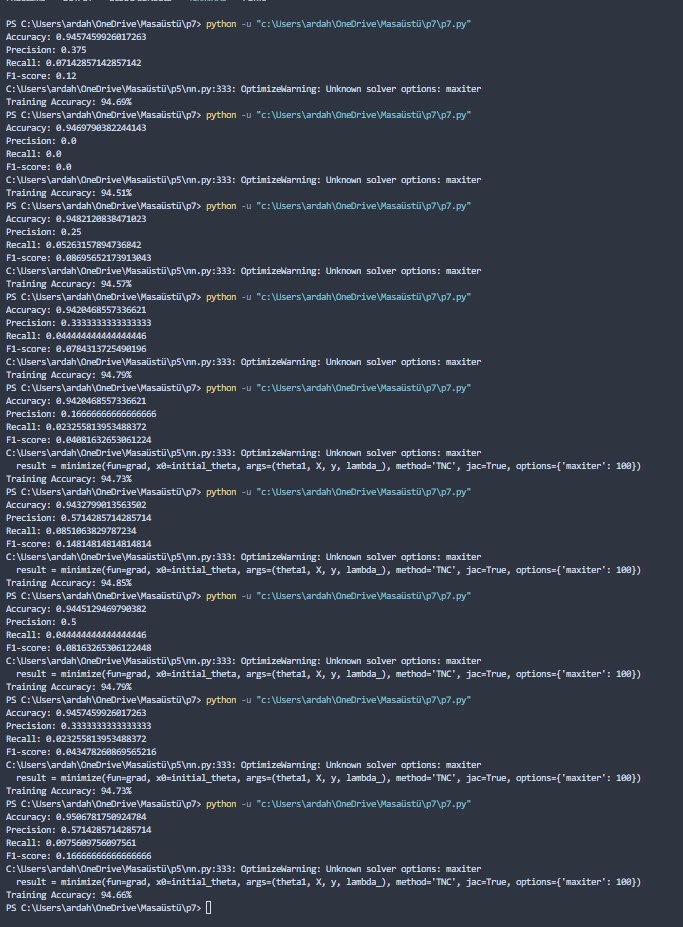 PS C:\Users\ardah\OneDrive\Masaüstü\p7> python -u "c:\Users\ardah\OneDrive\Masaüstü\p7\p7.py"
Accuracy: 0.9457459926017263
Precision: 0.375
Recall: 0.07142857142857142
F1-score: 0.12
C:\Users\ardah\OneDrive\Masaüstü\p5\nn.py:333: OptimizeWarning: Unknown solver options: maxiter
Training Accuracy: 94.69%
PS C:\Users\ardah\OneDrive\Masaüstü\p7> python -u "c:\Users\ardah\OneDrive\Masaüstü\p7\p7.py"
Accuracy: 0.9469790382244143
Precision: 0.0
Recall: 0.0
F1-score: 0.0
C:\Users\ardah\OneDrive\Masaüstü\p5\nn.py:333: OptimizeWarning: Unknown solver options: maxiter
Training Accuracy: 94.51%
PS C:\Users\ardah\OneDrive\Masaüstü\p7> python -u "c:\Users\ardah\OneDrive\Masaüstü\p7\p7.py"
Accuracy: 0.9482120838471023
Precision: 0.25
Recall: 0.05263157894736842
F1-score: 0.08695652173913043
C:\Users\ardah\OneDrive\Masaüstü\p5\nn.py:333: OptimizeWarning: Unknown solver options: maxiter
Training Accuracy: 94.57%
PS C:\Users\ardah\OneDrive\Masaüstü\p7> python -u "c:\Users\ardah\OneDrive\Masaüstü\p7\p7.py"
Accuracy: 0.9420468557336621
Precision: 0.3333333333333333
Recall: 0.044444444444444446
F1-score: 0.0784313725490196
C:\Users\ardah\OneDrive\Masaüstü\p5\nn.py:333: OptimizeWarning: Unknown solver options: maxiter
Training Accuracy: 94.79%
PS C:\Users\ardah\OneDrive\Masaüstü\p7> python -u "c:\Users\ardah\OneDrive\Masaüstü\p7\p7.py"
Accuracy: 0.9420468557336621
Precision: 0.16666666666666666
Recall: 0.023255813953488372
F1-score: 0.04081632653061224
C:\Users\ardah\OneDrive\Masaüstü\p5\nn.py:333: OptimizeWarning: Unknown solver options: maxiter
  result = minimize(fun=grad, x0=initial_theta, args=(theta1, X, y, lambda_), method='TNC', jac=True, options={'maxiter': 100})
Training Accuracy: 94.73%
PS C:\Users\ardah\OneDrive\Masaüstü\p7> python -u "c:\Users\ardah\OneDrive\Masaüstü\p7\p7.py"
Accuracy: 0.9432799013563502
Precision: 0.5714285714285714
Recall: 0.0851063829787234
F1-score: 0.14814814814814814
C:\Users\ardah\OneDrive\Masaüstü\p5\nn.py:333: OptimizeWarning: Unknown solver options: maxiter
  result = minimize(fun=grad, x0=initial_theta, args=(theta1, X, y, lambda_), method='TNC', jac=True, options={'maxiter': 100})
Training Accuracy: 94.85%
PS C:\Users\ardah\OneDrive\Masaüstü\p7> python -u "c:\Users\ardah\OneDrive\Masaüstü\p7\p7.py"
Accuracy: 0.9445129469790382
Precision: 0.5
Recall: 0.044444444444444446
F1-score: 0.08163265306122448
C:\Users\ardah\OneDrive\Masaüstü\p5\nn.py:333: OptimizeWarning: Unknown solver options: maxiter
  result = minimize(fun=grad, x0=initial_theta, args=(theta1, X, y, lambda_), method='TNC', jac=True, options={'maxiter': 100})
Training Accuracy: 94.79%
PS C:\Users\ardah\OneDrive\Masaüstü\p7> python -u "c:\Users\ardah\OneDrive\Masaüstü\p7\p7.py"
Accuracy: 0.9457459926017263
Precision: 0.3333333333333333
Recall: 0.023255813953488372
F1-score: 0.043478260869565216
C:\Users\ardah\OneDrive\Masaüstü\p5\nn.py:333: OptimizeWarning: Unknown solver options: maxiter
  result = minimize(fun=grad, x0=initial_theta, args=(theta1, X, y, lambda_), method='TNC', jac=True, options={'maxiter': 100})
Training Accuracy: 94.73%
PS C:\Users\ardah\OneDrive\Masaüstü\p7> python -u "c:\Users\ardah\OneDrive\Masaüstü\p7\p7.py"
Accuracy: 0.9506781750924784
Precision: 0.5714285714285714
Recall: 0.0975609756097561
F1-score: 0.16666666666666666
C:\Users\ardah\OneDrive\Masaüstü\p5\nn.py:333: OptimizeWarning: Unknown solver options: maxiter
  result = minimize(fun=grad, x0=initial_theta, args=(theta1, X, y, lambda_), method='TNC', jac=True, options={'maxiter': 100})
Training Accuracy: 94.66%
PS C:\Users\ardah\OneDrive\Masaüstü\p7>